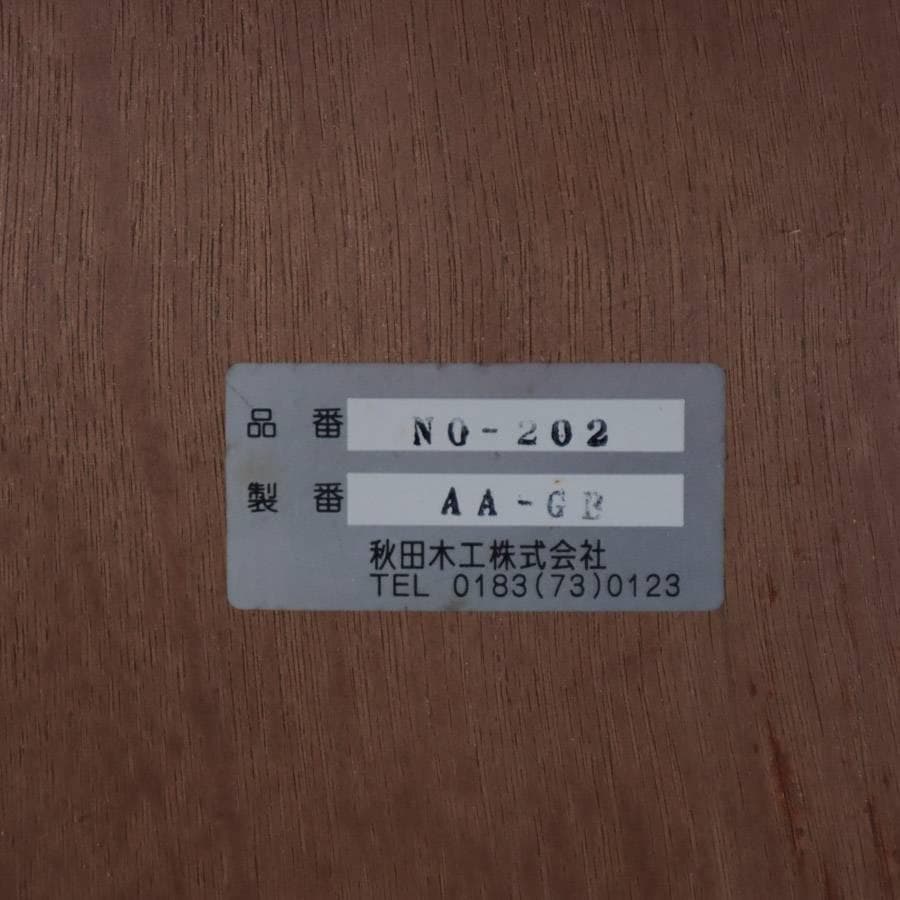 品 番 NO-202
製 番 AA-GB
秋田木工株式会社
TEL 0183(73)0123